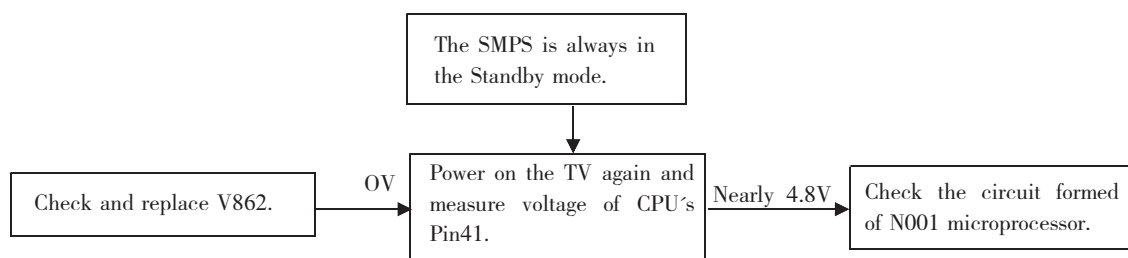 The SMPS is always in
the Standby mode.
Check and replace V862.
OV
Power on the TV again and
measure voltage of CPU´s
Pin41.
Nearly 4.8V
Check the circuit formed
of N001 microprocessor.